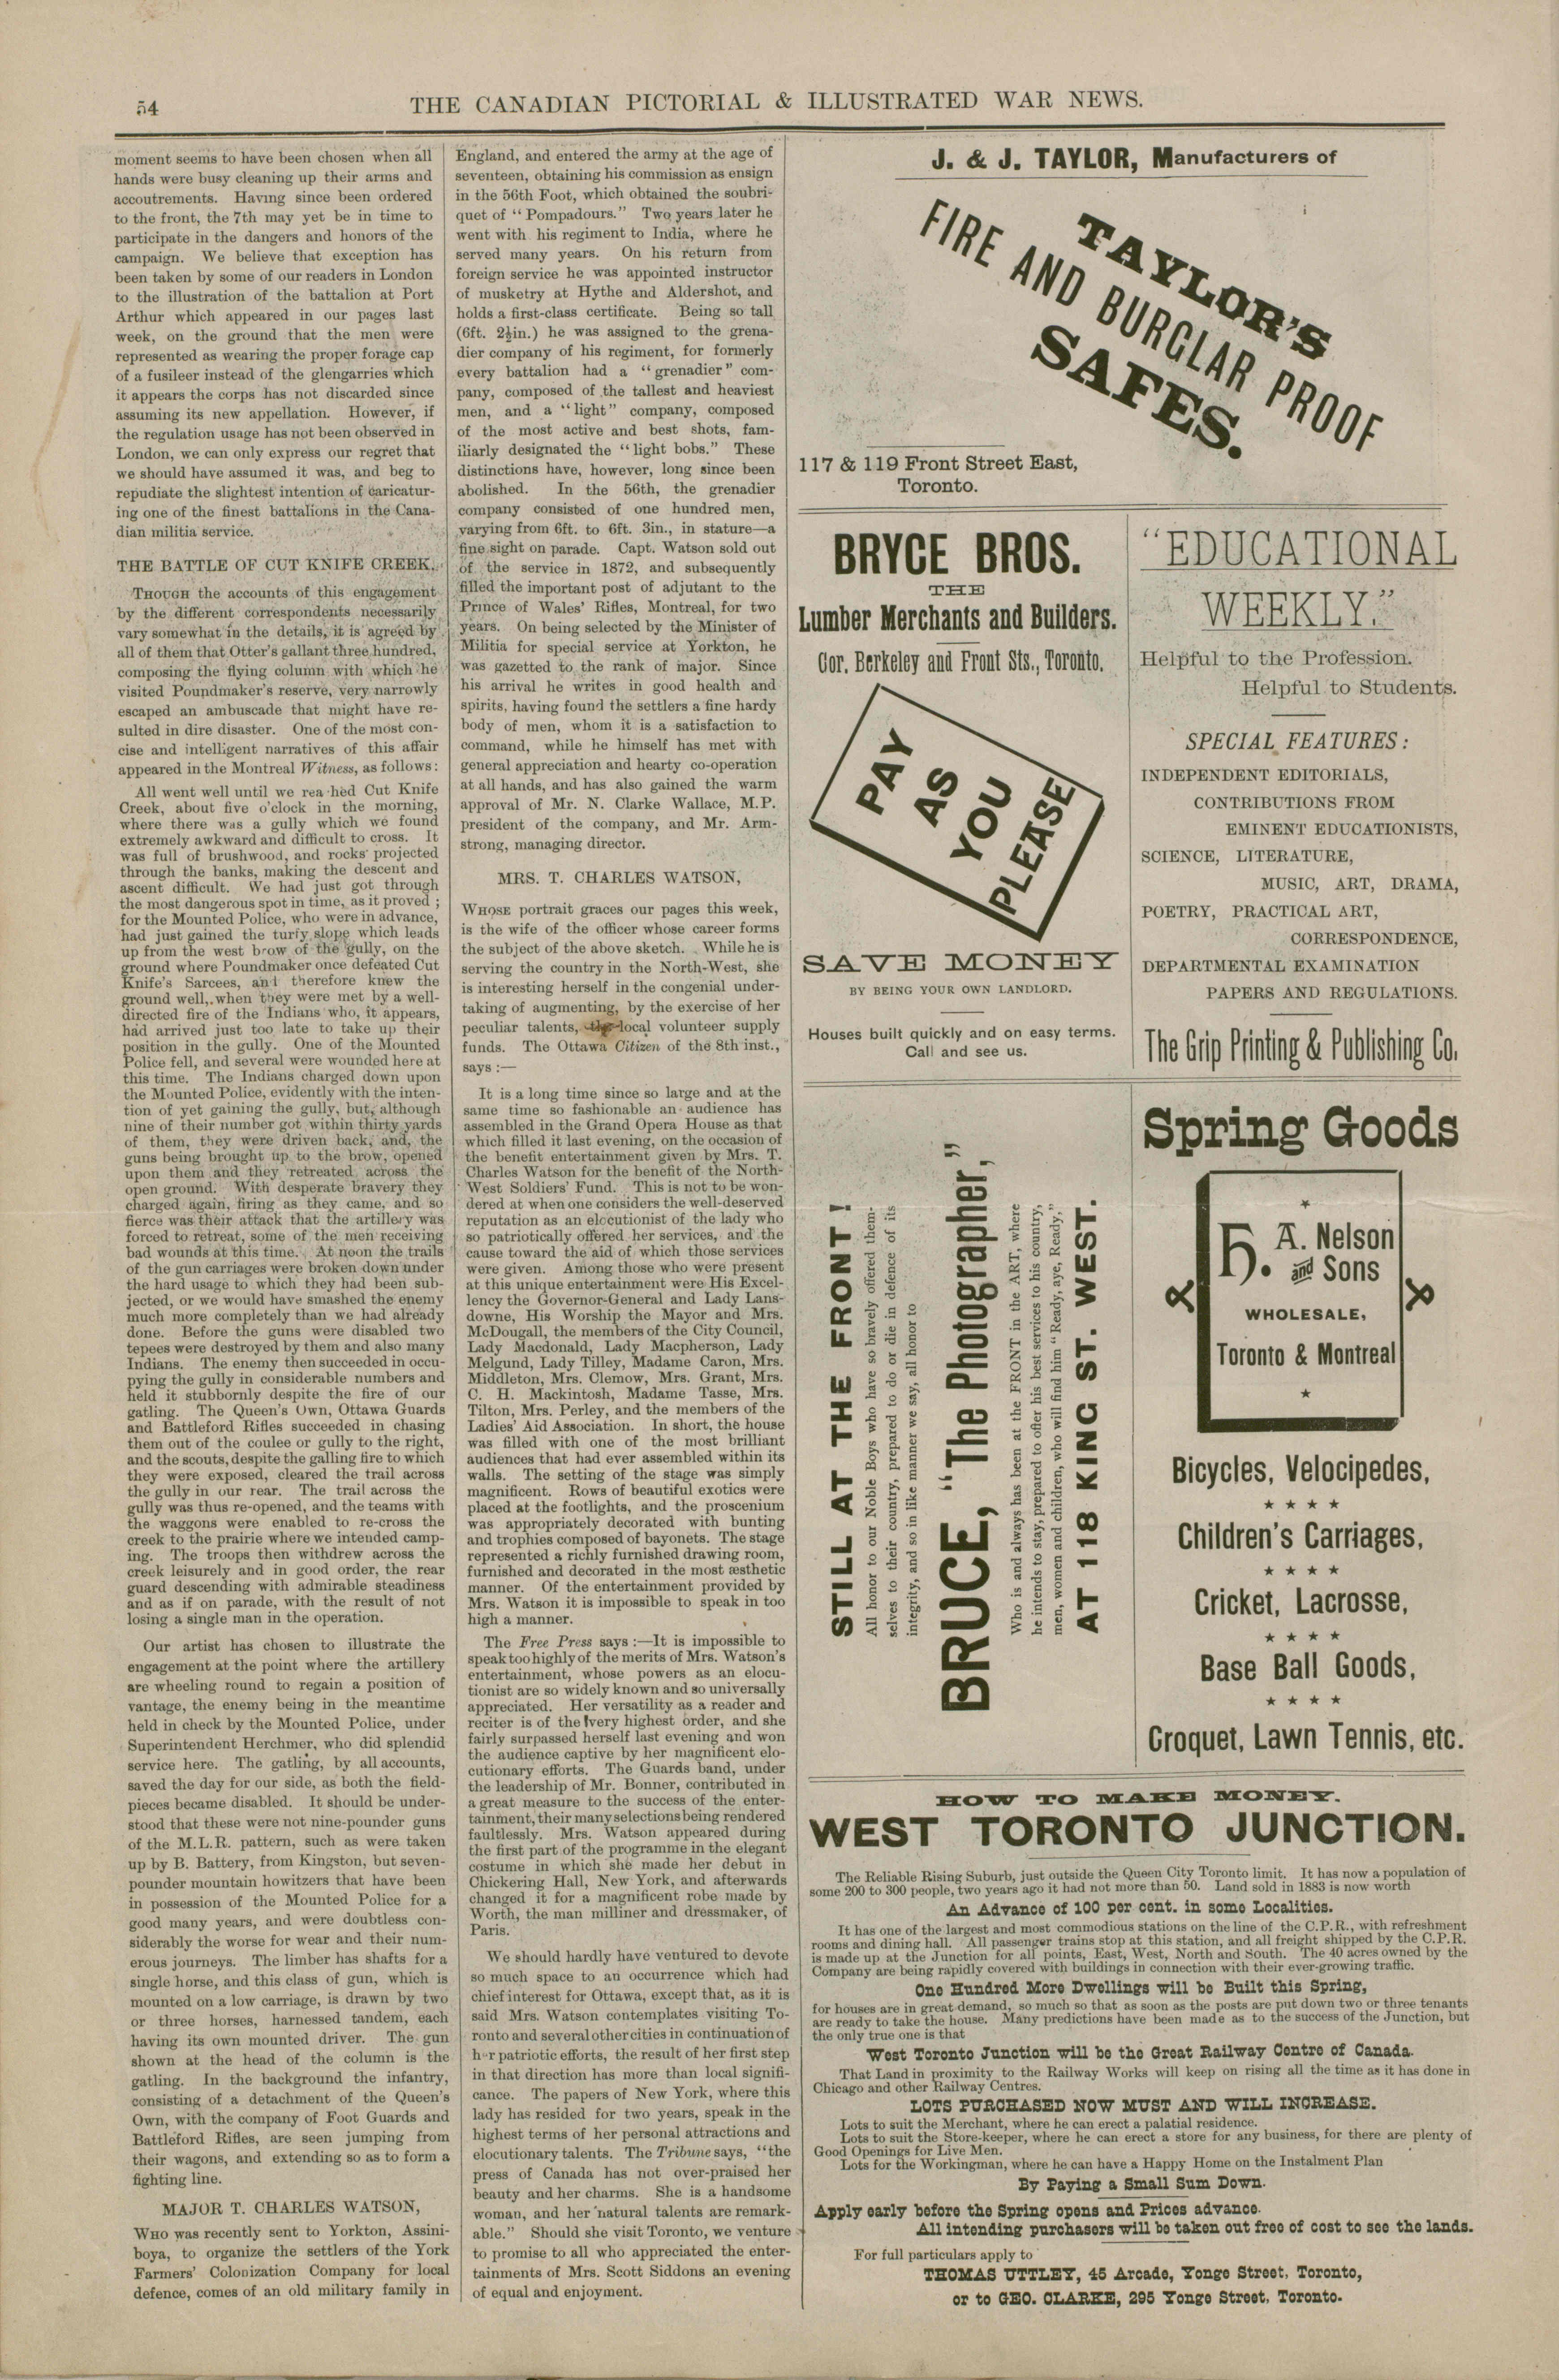 54
THE CANADIAN PICTORIAL & ILLUSTRATED WAR NEWS.
moment seems to have been chosen when all
hands were busy cleaning up their arms and
accoutrements. Having since been ordered
to the front, the 7th may yet be in time to
participate in the dangers and honors of the
campaign. We believe that exception has
been taken by some of our readers in London
to the illustration of the battalion at Port
Arthur which appeared in our pages last
week, on the ground that the men were
represented as wearing the proper forage cap
of a fusileer instead of the glengarries which
it appears the corps has not discarded since
assuming its new appellation. However, if
the regulation usage has not been observed in
London, we can only express our regret that
we should have assumed it was, and beg to
repudiate the slightest intention of caricatur-
ing one of the finest battalions in the Cana-
dian militia service.
THE BATTLE OF CUT KNIFE CREEK.
THOUGH the accounts of this engagement
by the different correspondents necessarily
vary somewhat in the details, it is agreed by
all of them that Otter's gallant three hundred,
composing the flying column with which he
visited Poundmaker's reserve, very narrowly
escaped an ambuscade that might have re-
sulted in dire disaster. One of the most con-
cise and intelligent narratives of this affair
appeared in the Montreal Witness, as follows:
All went well until we rea hed Cut Knife
Creek, about five o'clock in the morning,
where there was a gully which we found
extremely awkward and difficult to cross. It
was full of brushwood, and rocks projected
through the banks, making the descent and
ascent difficult. We had just got through
the most dangerous spot in time, as it proved ;
for the Mounted Police, who were in advance,
had just gained the turfy slope which leads
up from the west brow of the gully, on the
ground where Poundmaker once defeated Cut
Knife's Sarcees, and therefore knew the
ground well, when they were met by a well-
directed fire of the Indians who, it appears,
had arrived just too late to take up their
position in the gully. One of the Mounted
Police fell, and several were wounded here at
this time. The Indians charged down upon
the Mounted Police, evidently with the inten-
tion of yet gaining the gully, but, although
nine of their number got within thirty yards
of them, they were driven back, and, the
guns being brought up to the brow, opened
upon them and they retreated across the
open ground. With desperate bravery they
charged again, firing as they came, and so
fierce was their attack that the artillery was
forced to retreat, some of the men receiving
bad wounds at this time. At noon the trails
of the gun carriages were broken down under
the hard usage to which they had been sub-
jected, or we would have smashed the enemy
much more completely than we had already
done. Before the guns were disabled two
tepees were destroyed by them and also many
Indians. The enemy then succeeded in occu-
pying the gully in considerable numbers and
held it stubbornly despite the fire of our
gatling. The Queen's Own, Ottawa Guards
and Battleford Rifles succeeded in chasing
them out of the coulee or gully to the right,
and the scouts, despite the galling fire to which
they were exposed, cleared the trail across
the gully in our rear. The trail across the
gully was thus re-opened, and the teams with
the waggons were enabled to re-cross the
creek to the prairie where we intended camp-
ing. The troops then withdrew across the
creek leisurely and in good order, the rear
guard descending with admirable steadiness
and as if on parade, with the result of not
losing a single man in the operation.
Our artist has chosen to illustrate the
engagement at the point where the artillery
are wheeling round to regain a position of
vantage, the enemy being in the meantime
held in check by the Mounted Police, under
Superintendent Herchmer, who did splendid
service here. The gatling, by all accounts,
saved the day for our side, as both the field-
pieces became disabled. It should be under-
stood that these were not nine-pounder guns
of the M.L.R. pattern, such as were taken
up by B. Battery, from Kingston, but seven-
pounder mountain howitzers that have been
in possession of the Mounted Police for a
good many years, and were doubtless con-
siderably the worse for wear and their num-
erous journeys. The limber has shafts for a
single horse, and this class of gun, which is
mounted on a low carriage, is drawn by two
or three horses, harnessed tandem, each
having its own mounted driver. The gun
shown at the head of the column is the
gatling. In the background the infantry,
consisting of a detachment of the Queen's
Own, with the company of Foot Guards and
Battleford Rifles, are seen jumping from
their wagons, and extending so as to form a
fighting line.
MAJOR T. CHARLES WATSON,
WHO was recently sent to Yorkton, Assini-
boya, to organize the settlers of the York
Farmers' Colonization Company for local
defence, comes of an old military family in
England, and entered the army at the age of
seventeen, obtaining his commission as ensign
in the 56th Foot, which obtained the soubri-
quet of "Pompadours." Two years later he
went with his regiment to India, where he
served many years. On his return from
foreign service he was appointed instructor
of musketry at Hythe and Aldershot, and
holds a first-class certificate. Being so tall
(6ft. 2½in.) he was assigned to the grena-
dier company of his regiment, for formerly
every battalion had a "grenadier" com-
pany, composed of the tallest and heaviest
men, and a "light" company, composed
of the most active and best shots, fam-
iliarly designated the "light bobs." These
distinctions have, however, long since been
abolished. In the 56th, the grenadier
company consisted of one hundred men,
varying from 6ft. to 6ft. 3in., in stature—a
fine sight on parade. Capt. Watson sold out
of the service in 1872, and subsequently
filled the important post of adjutant to the
Prince of Wales' Rifles, Montreal, for two
years. On being selected by the Minister of
Militia for special service at Yorkton, he
was gazetted to the rank of major. Since
his arrival he writes in good health and
spirits, having found the settlers a fine hardy
body of men, whom it is a satisfaction to
command, while he himself has met with
general appreciation and hearty co-operation
at all hands, and has also gained the warm
approval of Mr. N. Clarke Wallace, M.P.
president of the company, and Mr. Arm-
strong, managing director.
MRS. T. CHARLES WATSON,
WHOSE portrait graces our pages this week,
is the wife of the officer whose career forms
the subject of the above sketch. While he is
serving the country in the North-West, she
is interesting herself in the congenial under-
taking of augmenting, by the exercise of her
peculiar talents, the local volunteer supply
funds. The Ottawa Citizen of the 8th inst.,
says :—
It is a long time since so large and at the
same time so fashionable an audience has
assembled in the Grand Opera House as that
which filled it last evening, on the occasion of
the benefit entertainment given by Mrs. T.
Charles Watson for the benefit of the North-
West Soldiers' Fund. This is not to be won-
dered at when one considers the well-deserved
reputation as an elocutionist of the lady who
so patriotically offered her services, and the
cause toward the aid of which those services
were given. Among those who were present
at this unique entertainment were His Excel-
lency the Governor-General and Lady Lans-
downe, His Worship the Mayor and Mrs.
McDougall, the members of the City Council,
Lady Macdonald, Lady Macpherson, Lady
Melgund, Lady Tilley, Madame Caron, Mrs.
Middleton, Mrs. Clemow, Mrs. Grant, Mrs.
C. H. Mackintosh, Madame Tasse, Mrs.
Tilton, Mrs. Perley, and the members of the
Ladies' Aid Association. In short, the house
was filled with one of the most brilliant
audiences that had ever assembled within its
walls. The setting of the stage was simply
magnificent. Rows of beautiful exotics were
placed at the footlights, and the proscenium
was appropriately decorated with bunting
and trophies composed of bayonets. The stage
represented a richly furnished drawing room,
furnished and decorated in the most æsthetic
manner. Of the entertainment provided by
Mrs. Watson it is impossible to speak in too
high a manner.
The Free Press says :—It is impossible to
speak too highly of the merits of Mrs. Watson's
entertainment, whose powers as an elocu-
tionist are so widely known and so universally
appreciated. Her versatility as a reader and
reciter is of the very highest order, and she
fairly surpassed herself last evening and won
the audience captive by her magnificent elo-
cutionary efforts. The Guards band, under
the leadership of Mr. Bonner, contributed in
a great measure to the success of the enter-
tainment, their many selections being rendered
faultlessly. Mrs. Watson appeared during
the first part of the programme in the elegant
costume in which she made her debut in
Chickering Hall, New York, and afterwards
changed it for a magnificent robe made by
Worth, the man milliner and dressmaker, of
Paris.
We should hardly have ventured to devote
so much space to an occurrence which had
chief interest for Ottawa, except that, as it is
said Mrs. Watson contemplates visiting To-
ronto and several other cities in continuation of
her patriotic efforts, the result of her first step
in that direction has more than local signifi-
cance. The papers of New York, where this
lady has resided for two years, speak in the
highest terms of her personal attractions and
elocutionary talents. The Tribune says, "the
press of Canada has not over-praised her
beauty and her charms. She is a handsome
woman, and her natural talents are remark-
able." Should she visit Toronto, we venture
to promise to all who appreciated the enter-
tainments of Mrs. Scott Siddons an evening
of equal and enjoyment.
J. & J. TAYLOR, Manufacturers of
TAYLOR'S
FIRE AND BURGLAR PROOF
SAFES.
117 & 119 Front Street East,
Toronto.
BRYCE BROS.
THE
Lumber Merchants and Builders.
Cor. Berkeley and Front Sts., Toronto.
PAY
AS
YOU
PLEASE
SAVE MONEY
BY BEING YOUR OWN LANDLORD.
Houses built quickly and on easy terms.
Call and see us.
"EDUCATIONAL
WEEKLY."
Helpful to the Profession.
Helpful to Students.
SPECIAL FEATURES :
INDEPENDENT EDITORIALS,
CONTRIBUTIONS FROM
EMINENT EDUCATIONISTS,
SCIENCE, LITERATURE,
MUSIC, ART, DRAMA,
POETRY, PRACTICAL ART,
CORRESPONDENCE,
DEPARTMENTAL EXAMINATION
PAPERS AND REGULATIONS.
The Grip Printing & Publishing Co.
STILL AT THE FRONT !
All honor to our Noble Boys who have so bravely offered them-
selves to their country, prepared to do or die in defence of its
integrity, and so in like manner we say, all honor to
BRUCE, "The Photographer,"
Who is and always has been at the FRONT in the ART, where
he intends to stay, prepared to offer his best services to his country,
men, women and children, who will find him "Ready, aye, Ready,"
AT 118 KING ST. WEST.
Spring Goods
H. A. Nelson
and Sons
WHOLESALE,
Toronto & Montreal
Bicycles, Velocipedes,
Children's Carriages,
Cricket, Lacrosse,
Base Ball Goods,
Croquet, Lawn Tennis, etc.
HOW TO MAKE MONEY.
WEST TORONTO JUNCTION.
The Reliable Rising Suburb, just outside the Queen City Toronto limit. It has now a population of
some 200 to 300 people, two years ago it had not more than 50. Land sold in 1883 is now worth
An Advance of 100 per cent. in some Localities.
It has one of the largest and most commodious stations on the line of the C.P.R., with refreshment
rooms and dining hall. All passenger trains stop at this station, and all freight shipped by the C.P.R.
is made up at the Junction for all points, East, West, North and South. The 40 acres owned by the
Company are being rapidly covered with buildings in connection with their ever-growing traffic.
One Hundred More Dwellings will be Built this Spring,
for houses are in great demand, so much so that as soon as the posts are put down two or three tenants
are ready to take the house. Many predictions have been made as to the success of the Junction, but
the only true one is that
West Toronto Junction will be the Great Railway Centre of Canada.
That Land in proximity to the Railway Works will keep on rising all the time as it has done in
Chicago and other Railway Centres.
LOTS PURCHASED NOW MUST AND WILL INCREASE.
Lots to suit the Merchant, where he can erect a palatial residence.
Lots to suit the Store-keeper, where he can erect a store for any business, for there are plenty of
Good Openings for Live Men.
Lots for the Workingman, where he can have a Happy Home on the Instalment Plan
By Paying a Small Sum Down.
Apply early before the Spring opens and Prices advance.
All intending purchasers will be taken out free of cost to see the lands.
For full particulars apply to
THOMAS UTTLEY, 45 Arcade, Yonge Street, Toronto,
or to GEO. CLARKE, 295 Yonge Street, Toronto.